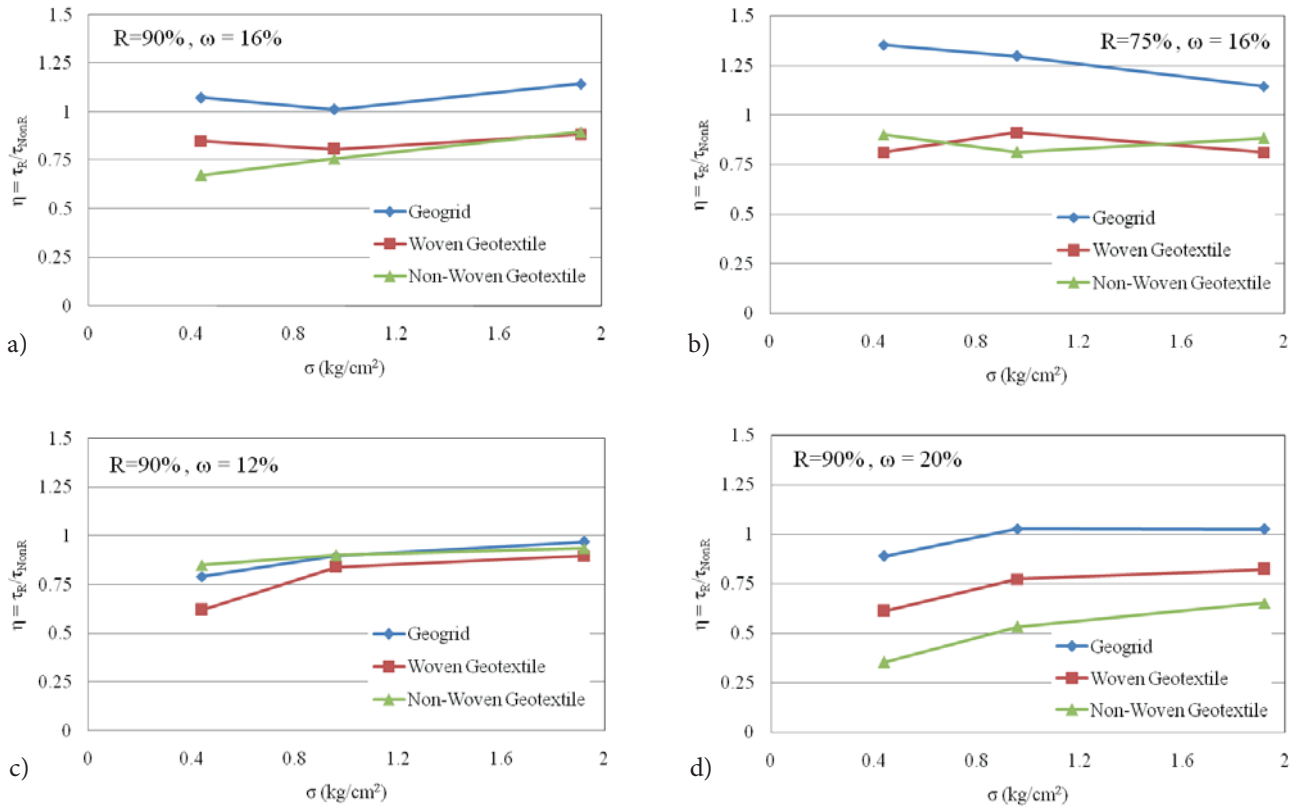 R=90% , ω = 16%
η = τR/τNonR
1.5
1.25
1
0.75
0.5
0.25
0
0
0.4
0.8
1.2
1.6
2
σ (kg/cm²)
Geogrid
Woven Geotextile
Non-Woven Geotextile
a)
R=75% , ω = 16%
η = τR/τNonR
1.5
1.25
1
0.75
0.5
0.25
0
0
0.4
0.8
1.2
1.6
2
σ (kg/cm²)
Geogrid
Woven Geotextile
Non-Woven Geotextile
b)
R=90% , ω = 12%
η = τR/τNonR
1.5
1.25
1
0.75
0.5
0.25
0
0
0.4
0.8
1.2
1.6
2
σ (kg/cm²)
Geogrid
Woven Geotextile
Non-Woven Geotextile
c)
R=90% , ω = 20%
η = τR/τNonR
1.5
1.25
1
0.75
0.5
0.25
0
0
0.4
0.8
1.2
1.6
2
σ (kg/cm²)
Geogrid
Woven Geotextile
Non-Woven Geotextile
d)